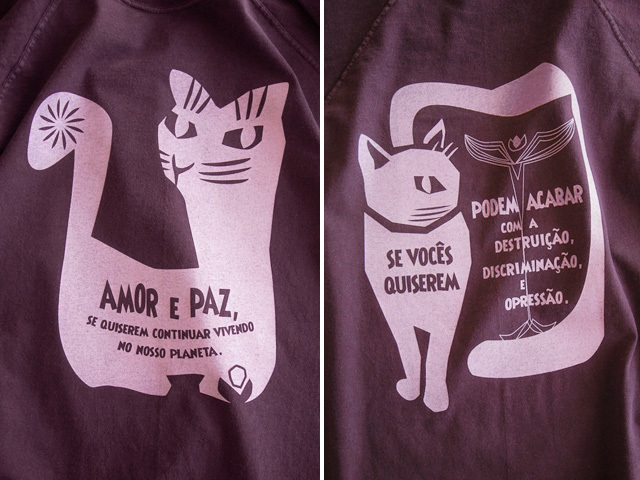 AMOR E PAZ,
SE QUISEREM CONTINUAR VIVENDO
NO NOSSO PLANETA.
SE VOCÊS
QUISEREM
PODEM ACABAR
COM A
DESTRUIÇÃO,
DISCRIMINAÇÃO,
E
OPRESSÃO.